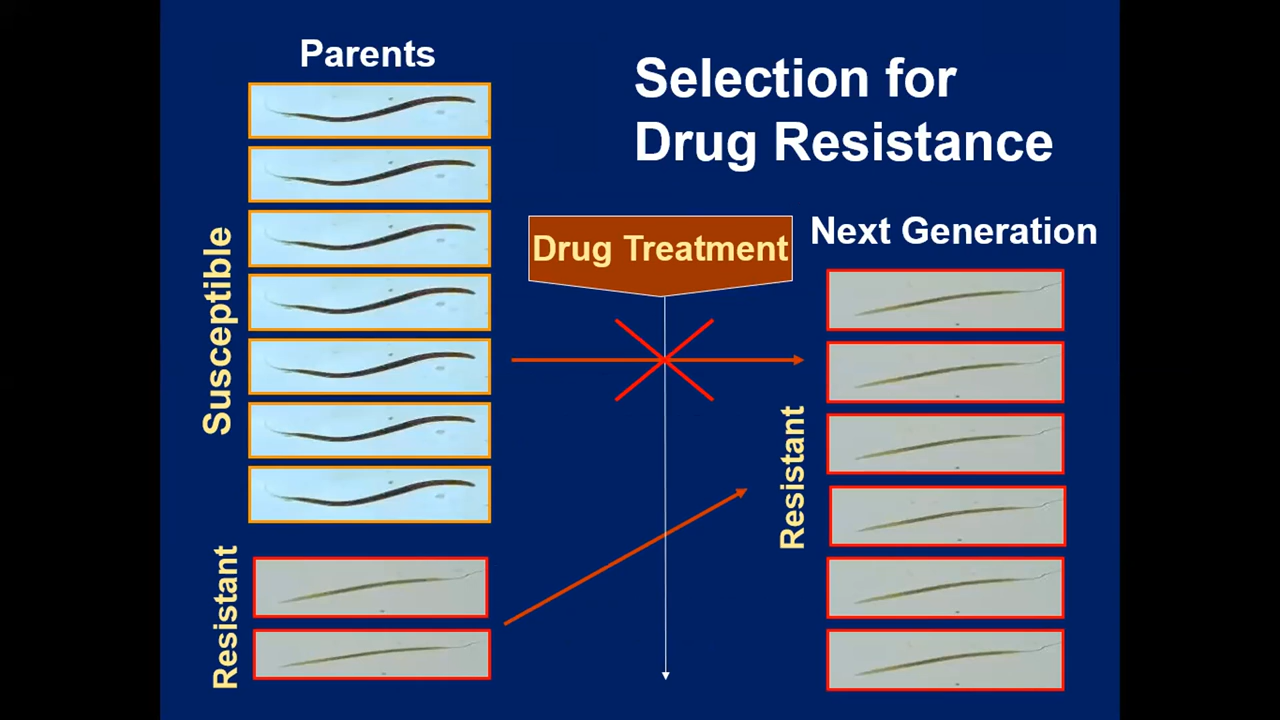 Parents
Selection for
Drug Resistance
Susceptible
Drug Treatment
Next Generation
Resistant
Resistant